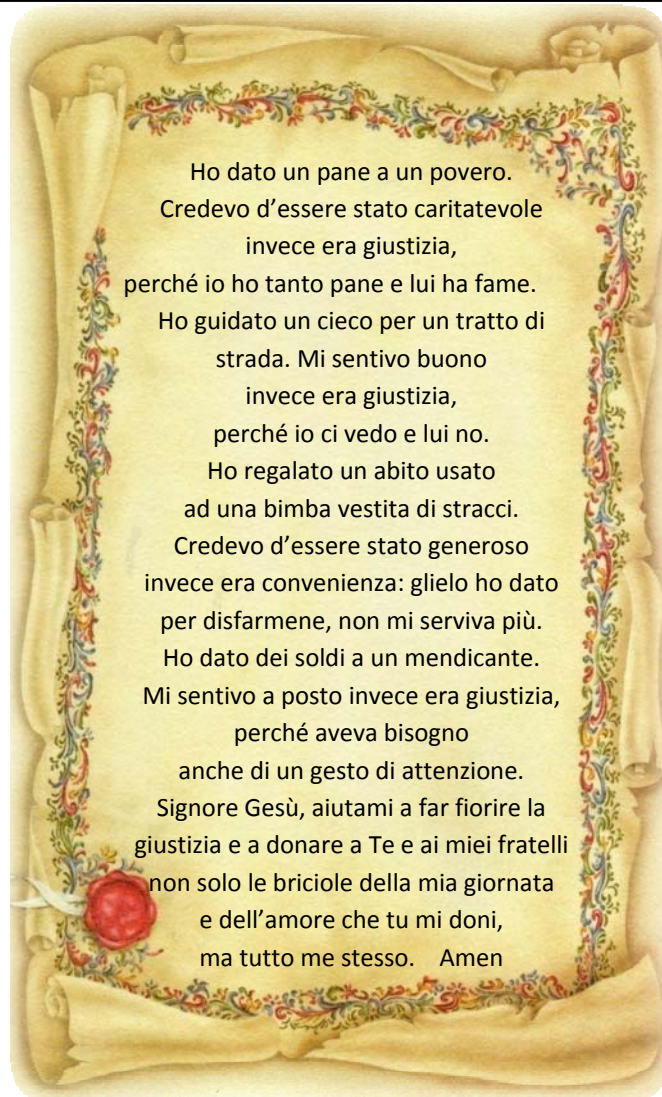 Ho dato un pane a un povero.
Credevo d’essere stato caritatevole
invece era giustizia,
perché io ho tanto pane e lui ha fame.
Ho guidato un cieco per un tratto di
strada. Mi sentivo buono
invece era giustizia,
perché io ci vedo e lui no.
Ho regalato un abito usato
ad una bimba vestita di stracci.
Credevo d’essere stato generoso
invece era convenienza: glielo ho dato
per disfarmene, non mi serviva più.
Ho dato dei soldi a un mendicante.
Mi sentivo a posto invece era giustizia,
perché aveva bisogno
anche di un gesto di attenzione.
Signore Gesù, aiutami a far fiorire la
giustizia e a donare a Te e ai miei fratelli
non solo le briciole della mia giornata
e dell’amore che tu mi doni,
ma tutto me stesso.    Amen